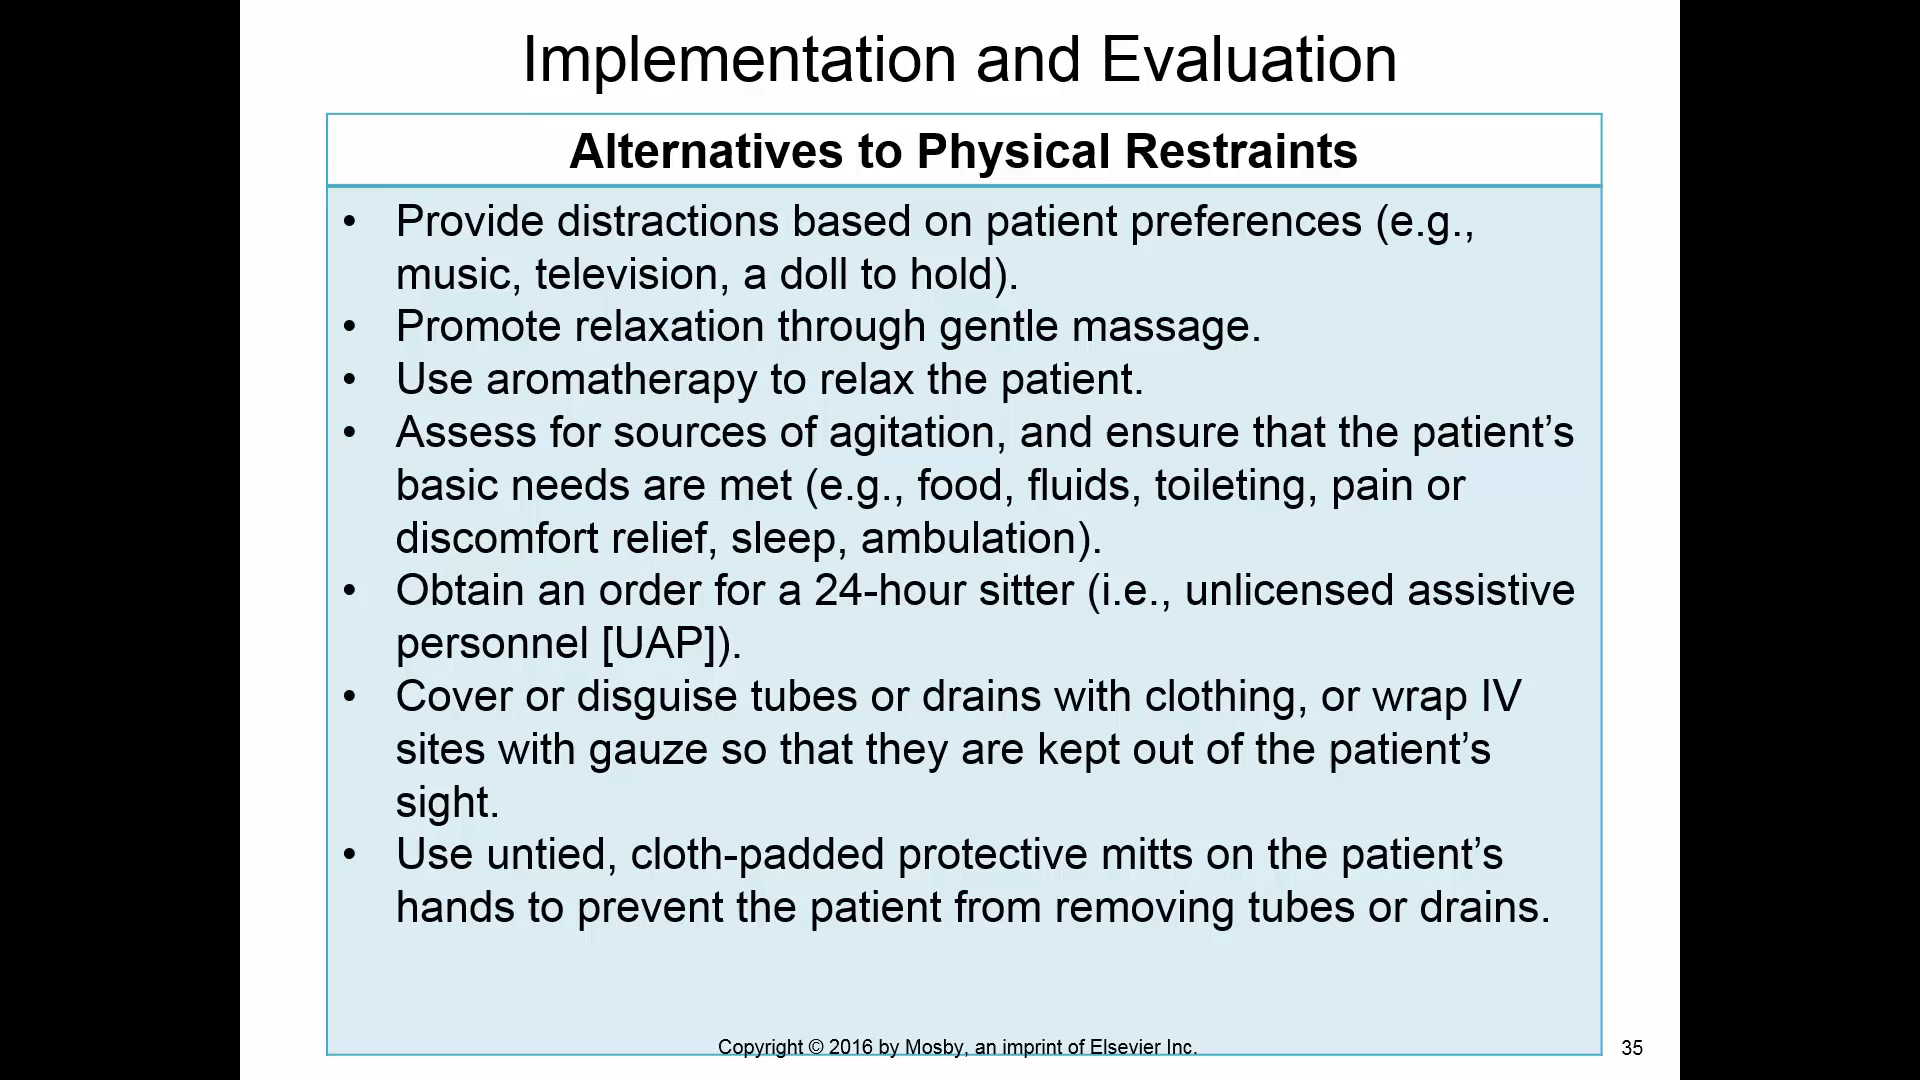 Implementation and Evaluation
Alternatives to Physical Restraints
• Provide distractions based on patient preferences (e.g.,
music, television, a doll to hold).
• Promote relaxation through gentle massage.
• Use aromatherapy to relax the patient.
• Assess for sources of agitation, and ensure that the patient’s
basic needs are met (e.g., food, fluids, toileting, pain or
discomfort relief, sleep, ambulation).
• Obtain an order for a 24-hour sitter (i.e., unlicensed assistive
personnel [UAP]).
• Cover or disguise tubes or drains with clothing, or wrap IV
sites with gauze so that they are kept out of the patient’s
sight.
• Use untied, cloth-padded protective mitts on the patient’s
hands to prevent the patient from removing tubes or drains.
Copyright © 2016 by Mosby, an imprint of Elsevier Inc.
35